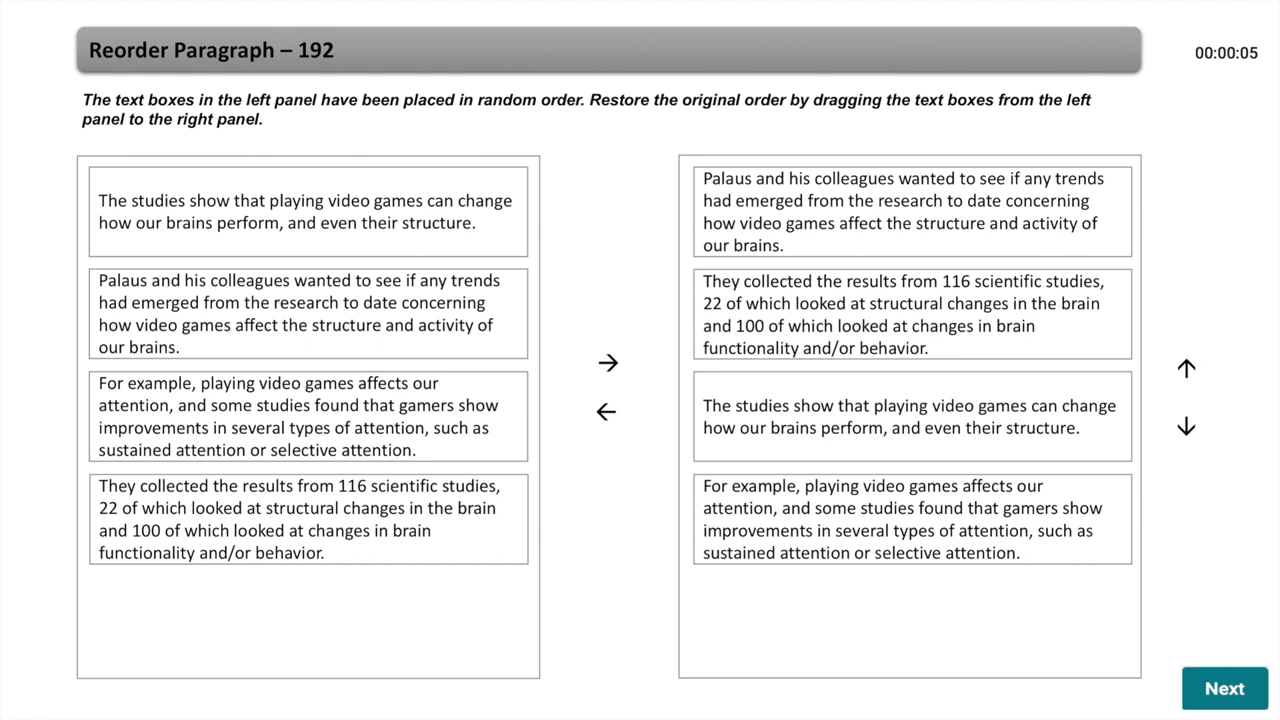 Reorder Paragraph – 192
00:00:05
The text boxes in the left panel have been placed in random order. Restore the original order by dragging the text boxes from the left
panel to the right panel.
The studies show that playing video games can change
how our brains perform, and even their structure.
Palaus and his colleagues wanted to see if any trends
had emerged from the research to date concerning
how video games affect the structure and activity of
our brains.
For example, playing video games affects our
attention, and some studies found that gamers show
improvements in several types of attention, such as
sustained attention or selective attention.
They collected the results from 116 scientific studies,
22 of which looked at structural changes in the brain
and 100 of which looked at changes in brain
functionality and/or behavior.
Palaus and his colleagues wanted to see if any trends
had emerged from the research to date concerning
how video games affect the structure and activity of
our brains.
They collected the results from 116 scientific studies,
22 of which looked at structural changes in the brain
and 100 of which looked at changes in brain
functionality and/or behavior.
The studies show that playing video games can change
how our brains perform, and even their structure.
For example, playing video games affects our
attention, and some studies found that gamers show
improvements in several types of attention, such as
sustained attention or selective attention.
Next